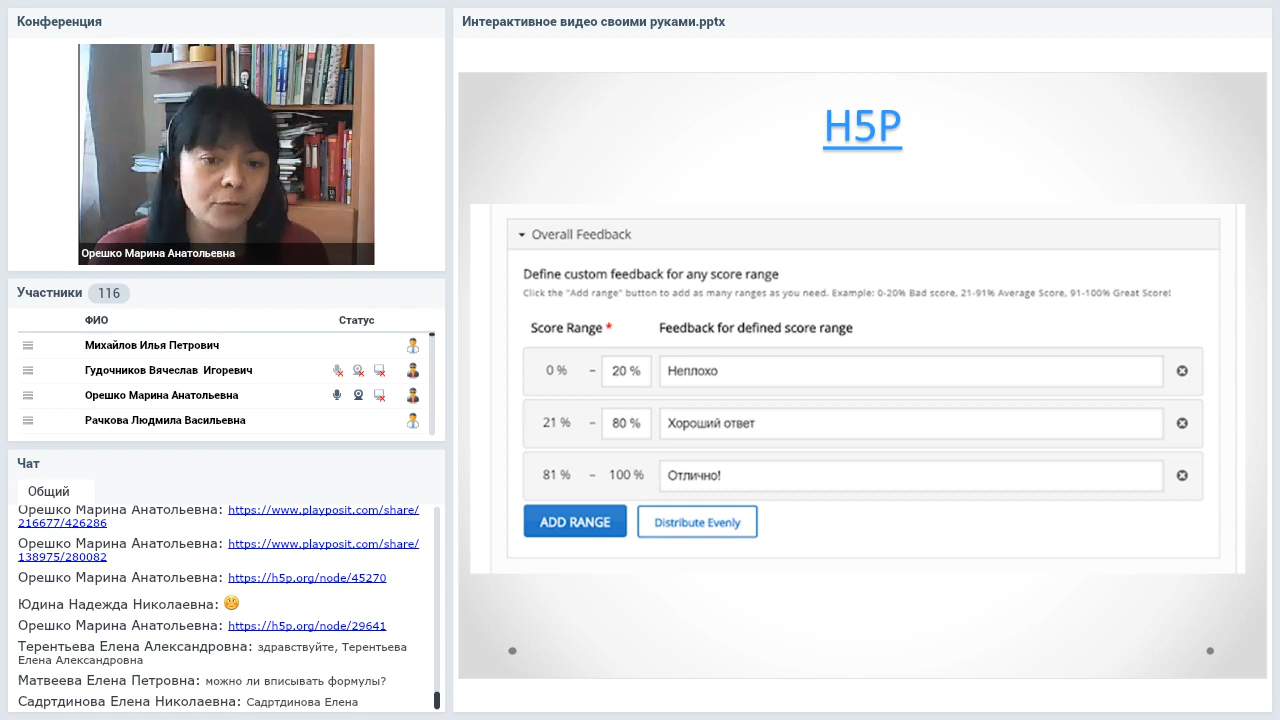 Конференция
Орешко Марина Анатольевна
Участники 116
ФИО Статус
Михайлов Илья Петрович
Гудочников Вячеслав Игоревич
Орешко Марина Анатольевна
Рачкова Людмила Васильевна
Чат
Общий
Орешко Марина Анатольевна: https://www.playposit.com/share/
216677/426286
Орешко Марина Анатольевна: https://www.playposit.com/share/
138975/280082
Орешко Марина Анатольевна: https://h5p.org/node/45270
Юдина Надежда Николаевна:
Орешко Марина Анатольевна: https://h5p.org/node/29641
Терентьева Елена Александровна: здравствуйте, Терентьева
Елена Александровна
Матвеева Елена Петровна: можно ли вписывать формулы?
Садртдинова Елена Николаевна: Садртдинова Елена
Интерактивное видео своими руками.pptx
H5P
Overall Feedback
Define custom feedback for any score range
Click the "Add range" button to add as many ranges as you need. Example: 0-20% Bad score, 21-91% Average Score, 91-100% Great Score!
Score Range * Feedback for defined score range
0 % – 20 % Неплохо
21 % – 80 % Хороший ответ
81 % – 100 % Отлично!
ADD RANGE Distribute Evenly